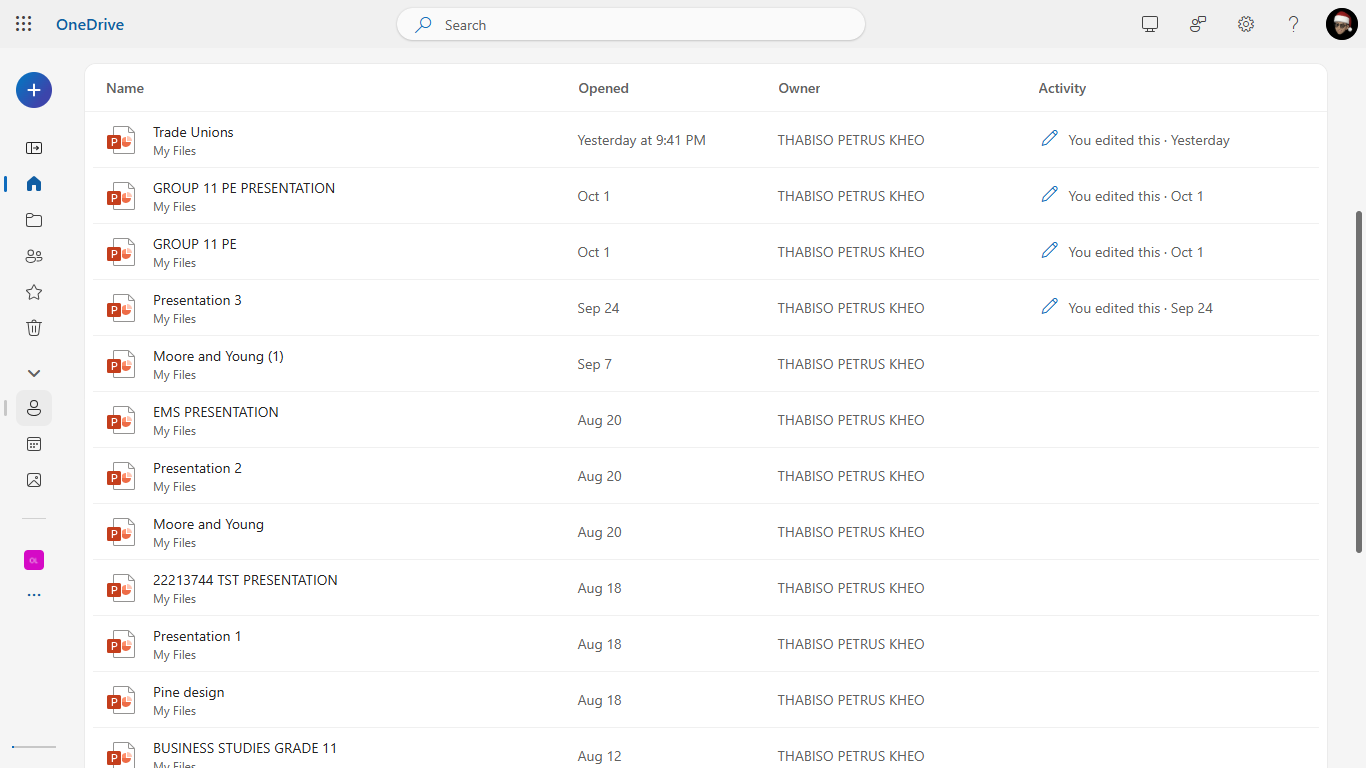 OneDrive
Search
Name Opened Owner Activity
Trade Unions
My Files
Yesterday at 9:41 PM THABISO PETRUS KHEO You edited this · Yesterday
GROUP 11 PE PRESENTATION
My Files
Oct 1 THABISO PETRUS KHEO You edited this · Oct 1
GROUP 11 PE
My Files
Oct 1 THABISO PETRUS KHEO You edited this · Oct 1
Presentation 3
My Files
Sep 24 THABISO PETRUS KHEO You edited this · Sep 24
Moore and Young (1)
My Files
Sep 7 THABISO PETRUS KHEO
EMS PRESENTATION
My Files
Aug 20 THABISO PETRUS KHEO
Presentation 2
My Files
Aug 20 THABISO PETRUS KHEO
Moore and Young
My Files
Aug 20 THABISO PETRUS KHEO
22213744 TST PRESENTATION
My Files
Aug 18 THABISO PETRUS KHEO
Presentation 1
My Files
Aug 18 THABISO PETRUS KHEO
Pine design
My Files
Aug 18 THABISO PETRUS KHEO
BUSINESS STUDIES GRADE 11
My Files
Aug 12 THABISO PETRUS KHEO